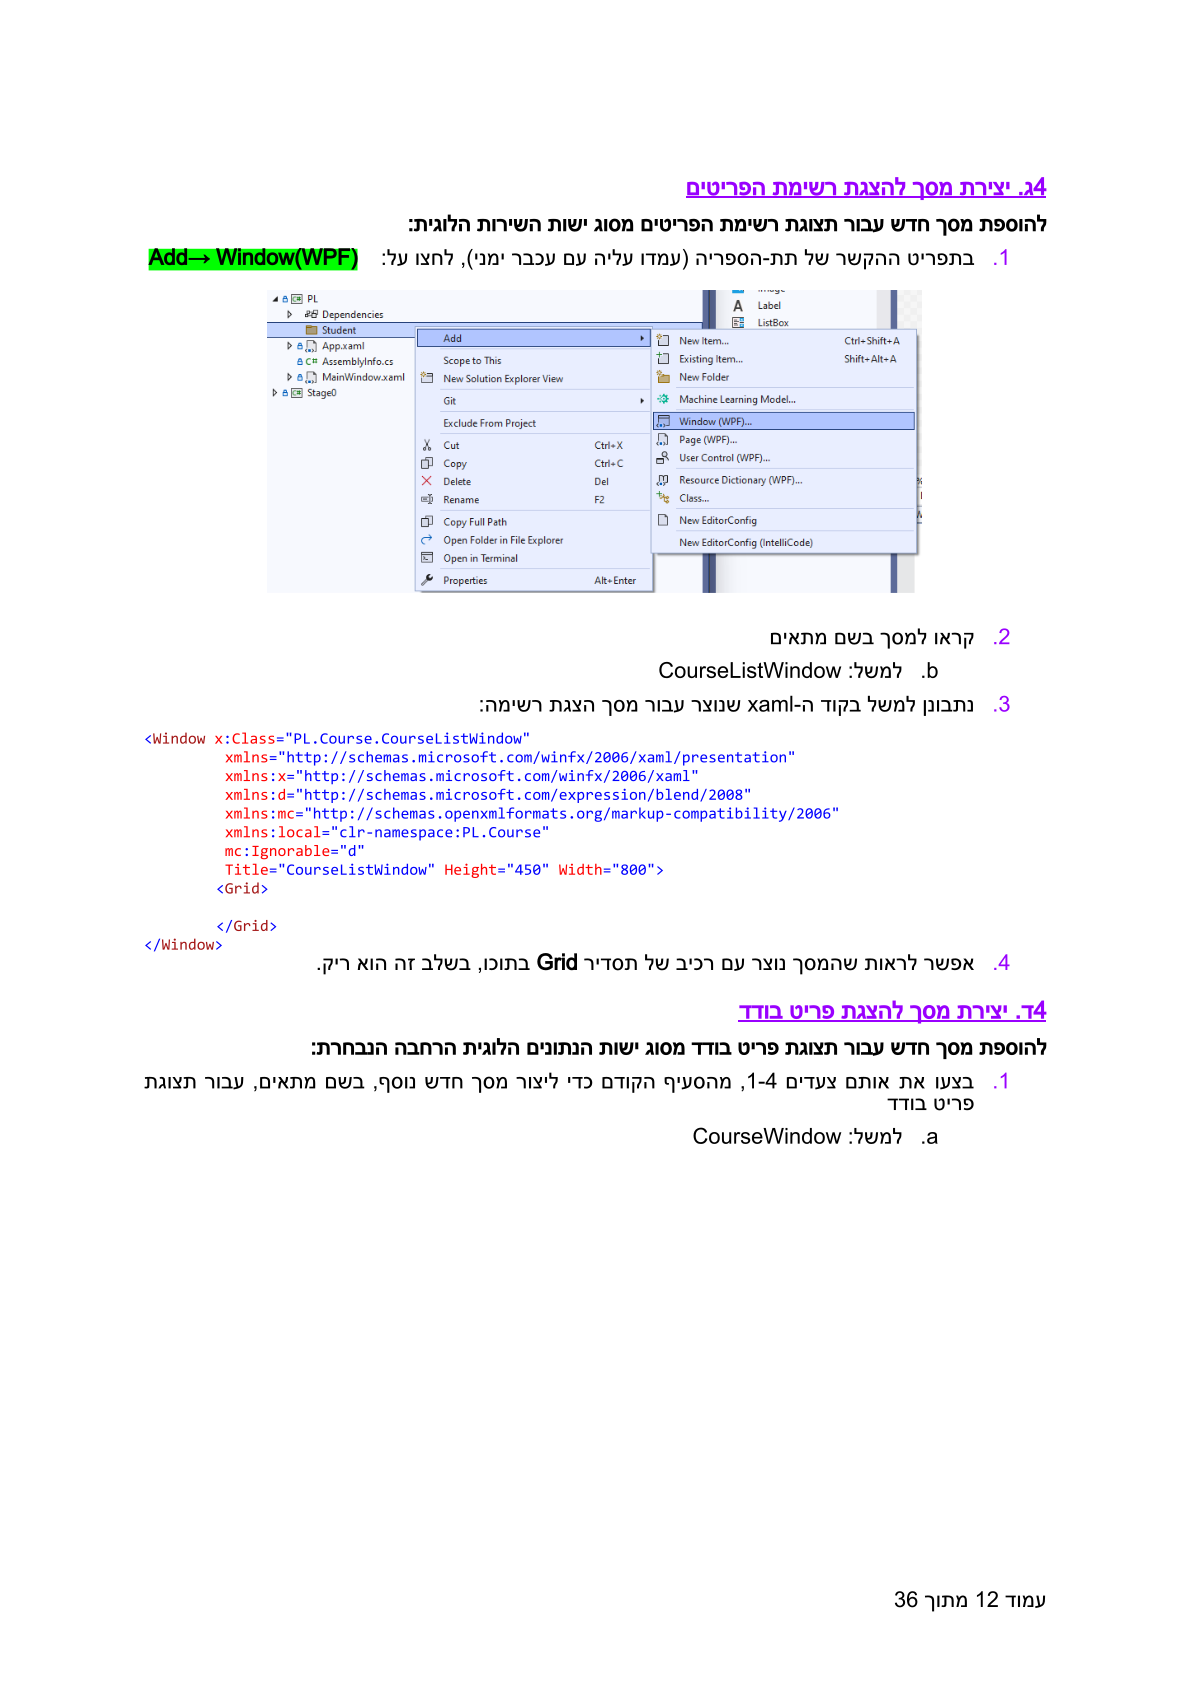 4ג. יצירת מסך להצגת רשימת הפריטים
להוספת מסך חדש עבור תצוגת רשימת הפריטים מסוג ישות השירות הלוגית:
1. בתפריט ההקשר של תת-הספריה (עמדו עליה עם עכבר ימני), לחצו על: Add→ Window(WPF)
PL
Dependencies
Student
App.xaml
AssemblyInfo.cs
MainWindow.xaml
Stage0
Add
Scope to This
New Solution Explorer View
Git
Exclude From Project
Cut Ctrl+X
Copy Ctrl+C
Delete Del
Rename F2
Copy Full Path
Open Folder in File Explorer
Open in Terminal
Properties Alt+Enter
Label
ListBox
New Item... Ctrl+Shift+A
Existing Item... Shift+Alt+A
New Folder
Machine Learning Model...
Window (WPF)...
Page (WPF)...
User Control (WPF)...
Resource Dictionary (WPF)...
Class...
New EditorConfig
New EditorConfig (IntelliCode)
2. קראו למסך בשם מתאים
b. למשל: CourseListWindow
3. נתבונן למשל בקוד ה-xaml שנוצר עבור מסך הצגת רשימה:
<Window x:Class="PL.Course.CourseListWindow"
xmlns="http://schemas.microsoft.com/winfx/2006/xaml/presentation"
xmlns:x="http://schemas.microsoft.com/winfx/2006/xaml"
xmlns:d="http://schemas.microsoft.com/expression/blend/2008"
xmlns:mc="http://schemas.openxmlformats.org/markup-compatibility/2006"
xmlns:local="clr-namespace:PL.Course"
mc:Ignorable="d"
Title="CourseListWindow" Height="450" Width="800">
<Grid>
</Grid>
</Window>
4. אפשר לראות שהמסך נוצר עם רכיב של תסדיר Grid בתוכו, בשלב זה הוא ריק.
4ד. יצירת מסך להצגת פריט בודד
להוספת מסך חדש עבור תצוגת פריט בודד מסוג ישות הנתונים הלוגית הרחבה הנבחרת:
1. בצעו את אותם צעדים 1-4, מהסעיף הקודם כדי ליצור מסך חדש נוסף, בשם מתאים, עבור תצוגת
פריט בודד
a. למשל: CourseWindow
עמוד 12 מתוך 36